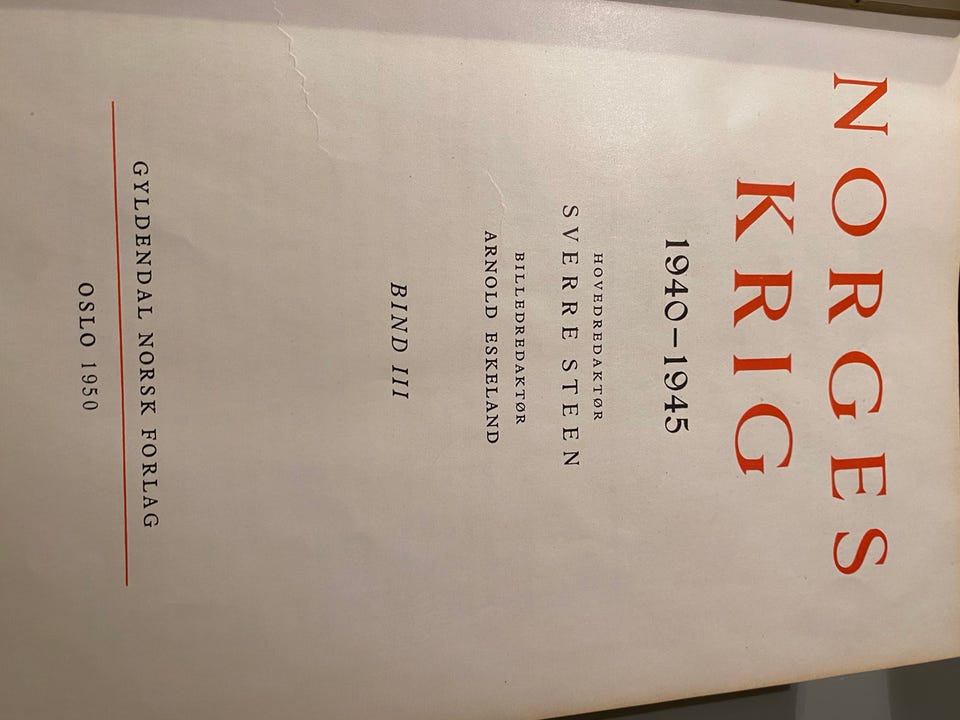 NORGES
KRIG
1940–1945
HOVEDREDAKTØR
SVERRE STEEN
BILLEDREDAKTØR
ARNOLD ESKELAND
BIND III
GYLDENDAL NORSK FORLAG
OSLO 1950